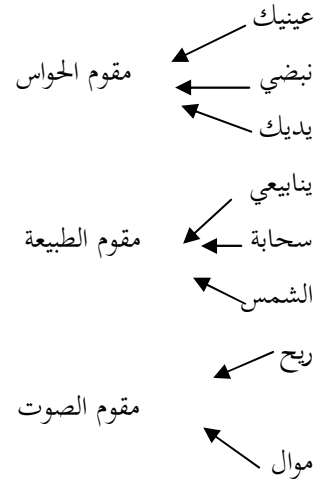 عينيك
نبضي مقوم الحواس
يديك
ينابيعي
سحابة مقوم الطبيعة
الشمس
ريح
مقوم الصوت
موال